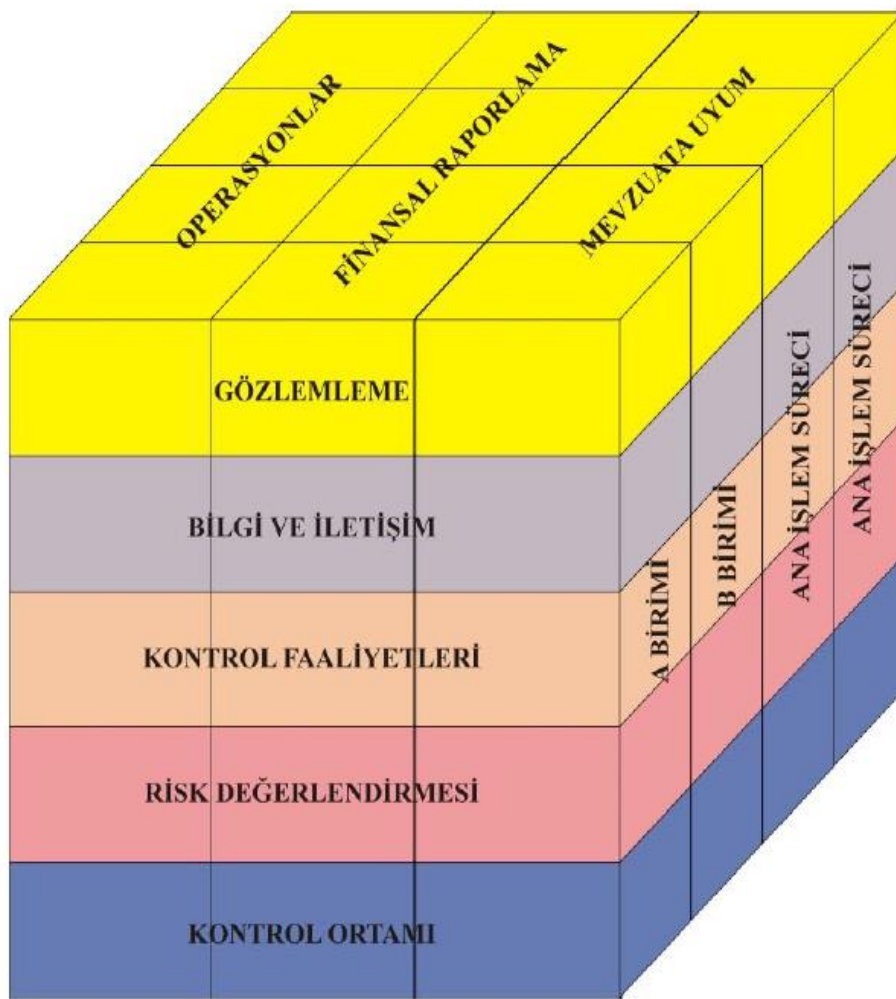 OPERASYONLAR
FİNANSAL RAPORLAMA
MEVZUATA UYUM
GÖZLEMLEME
BİLGİ VE İLETİŞİM
KONTROL FAALİYETLERİ
RİSK DEĞERLENDİRMESİ
KONTROL ORTAMI
A BİRİMİ
B BİRİMİ
ANA İŞLEM SÜRECİ
ANA İŞLEM SÜRECİ